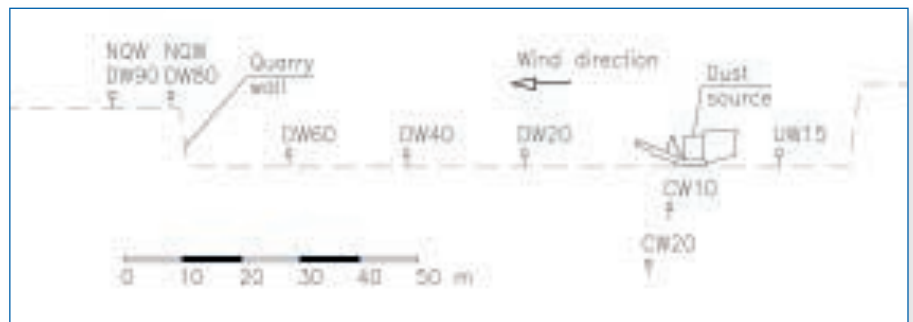 NQW NQW
DW90 DW80
Quarry
wall
Wind direction
Dust
source
DW60
DW40
DW20
UW15
CW10
CW20
0 10 20 30 40 50 m